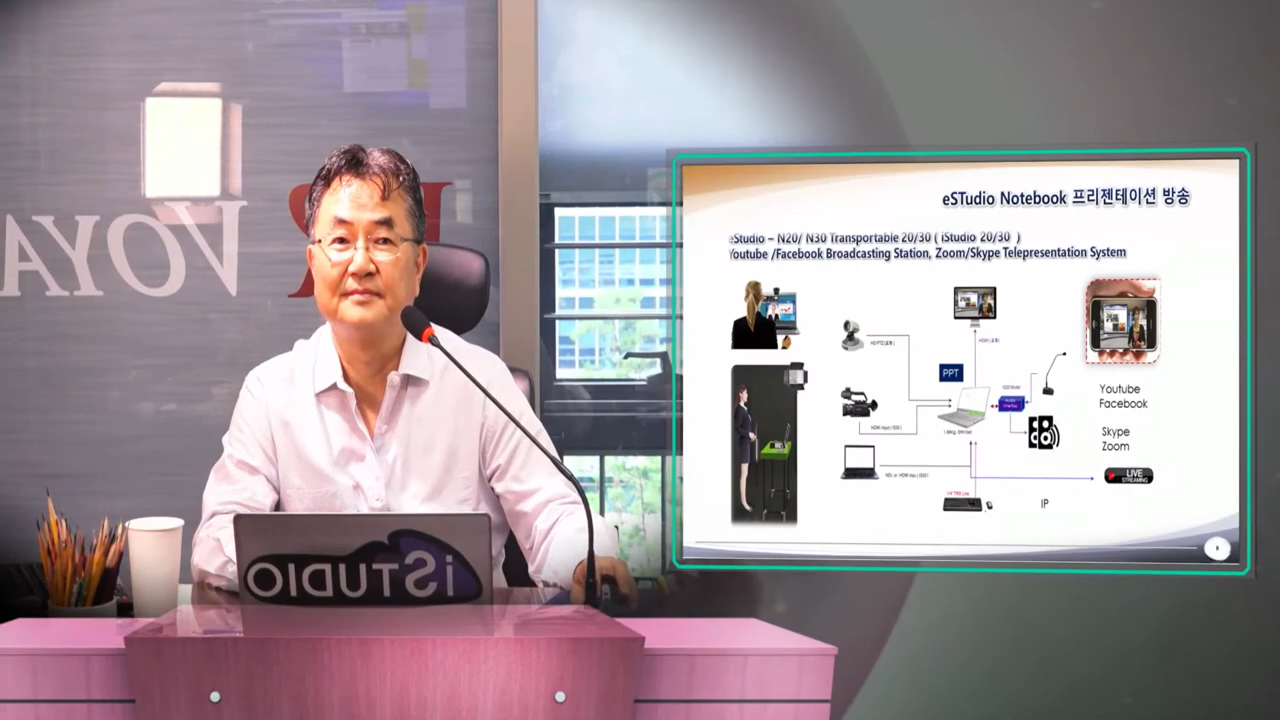 VOYA
R
iSTUDIO
eSTudio Notebook 프리젠테이션 방송
eStudio – N20/ N30 Transportable 20/30 ( iStudio 20/30 )
Youtube /Facebook Broadcasting Station, Zoom/Skype Telepresentation System
PPT
Youtube
Facebook
Skype
Zoom
LIVE
STREAMING
IP